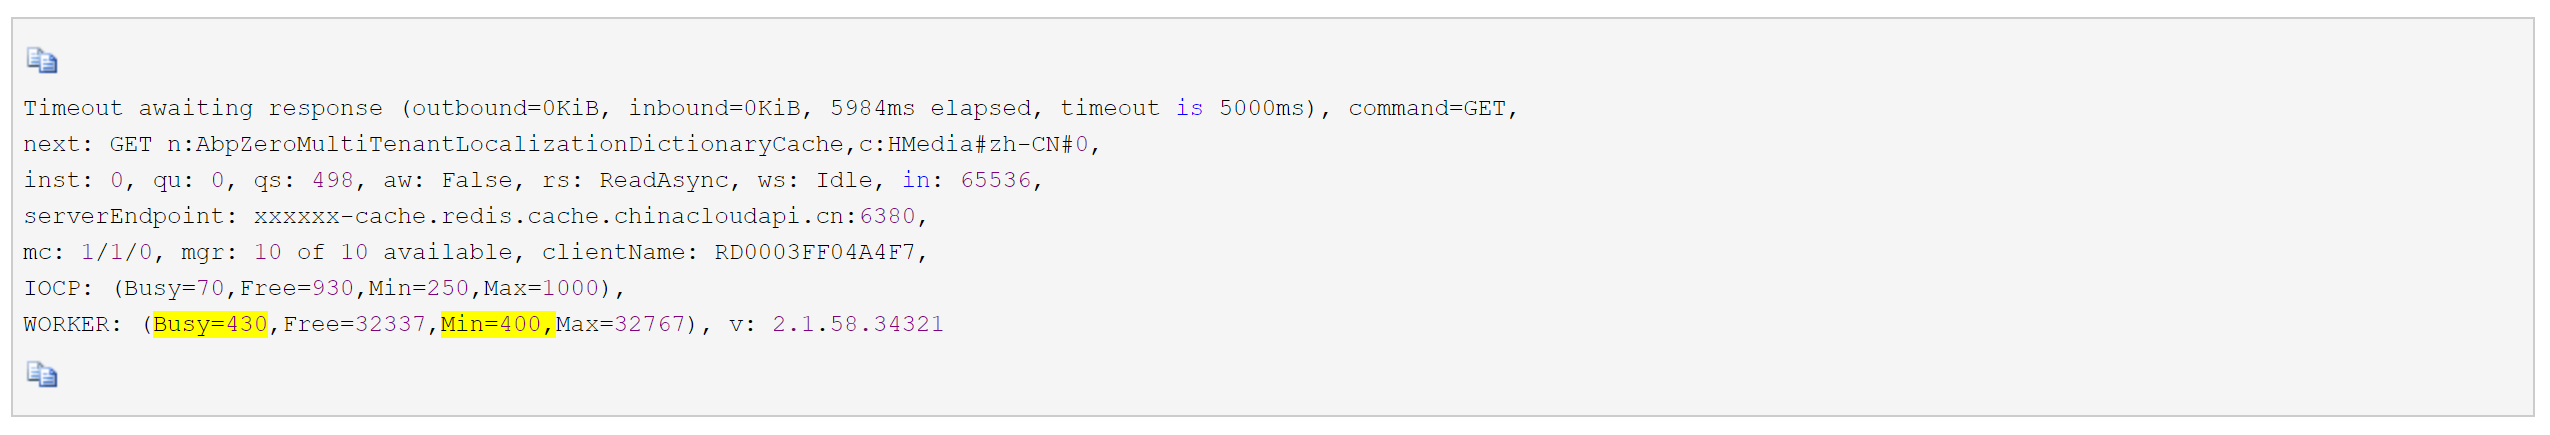 Timeout awaiting response (outbound=0KiB, inbound=0KiB, 5984ms elapsed, timeout is 5000ms), command=GET,
next: GET n:AbpZeroMultiTenantLocalizationDictionaryCache,c:HMedia#zh-CN#0,
inst: 0, qu: 0, qs: 498, aw: False, rs: ReadAsync, ws: Idle, in: 65536,
serverEndpoint: xxxxxx-cache.redis.cache.chinacloudapi.cn:6380,
mc: 1/1/0, mgr: 10 of 10 available, clientName: RD0003FF04A4F7,
IOCP: (Busy=70,Free=930,Min=250,Max=1000),
WORKER: (Busy=430,Free=32337,Min=400,Max=32767), v: 2.1.58.34321